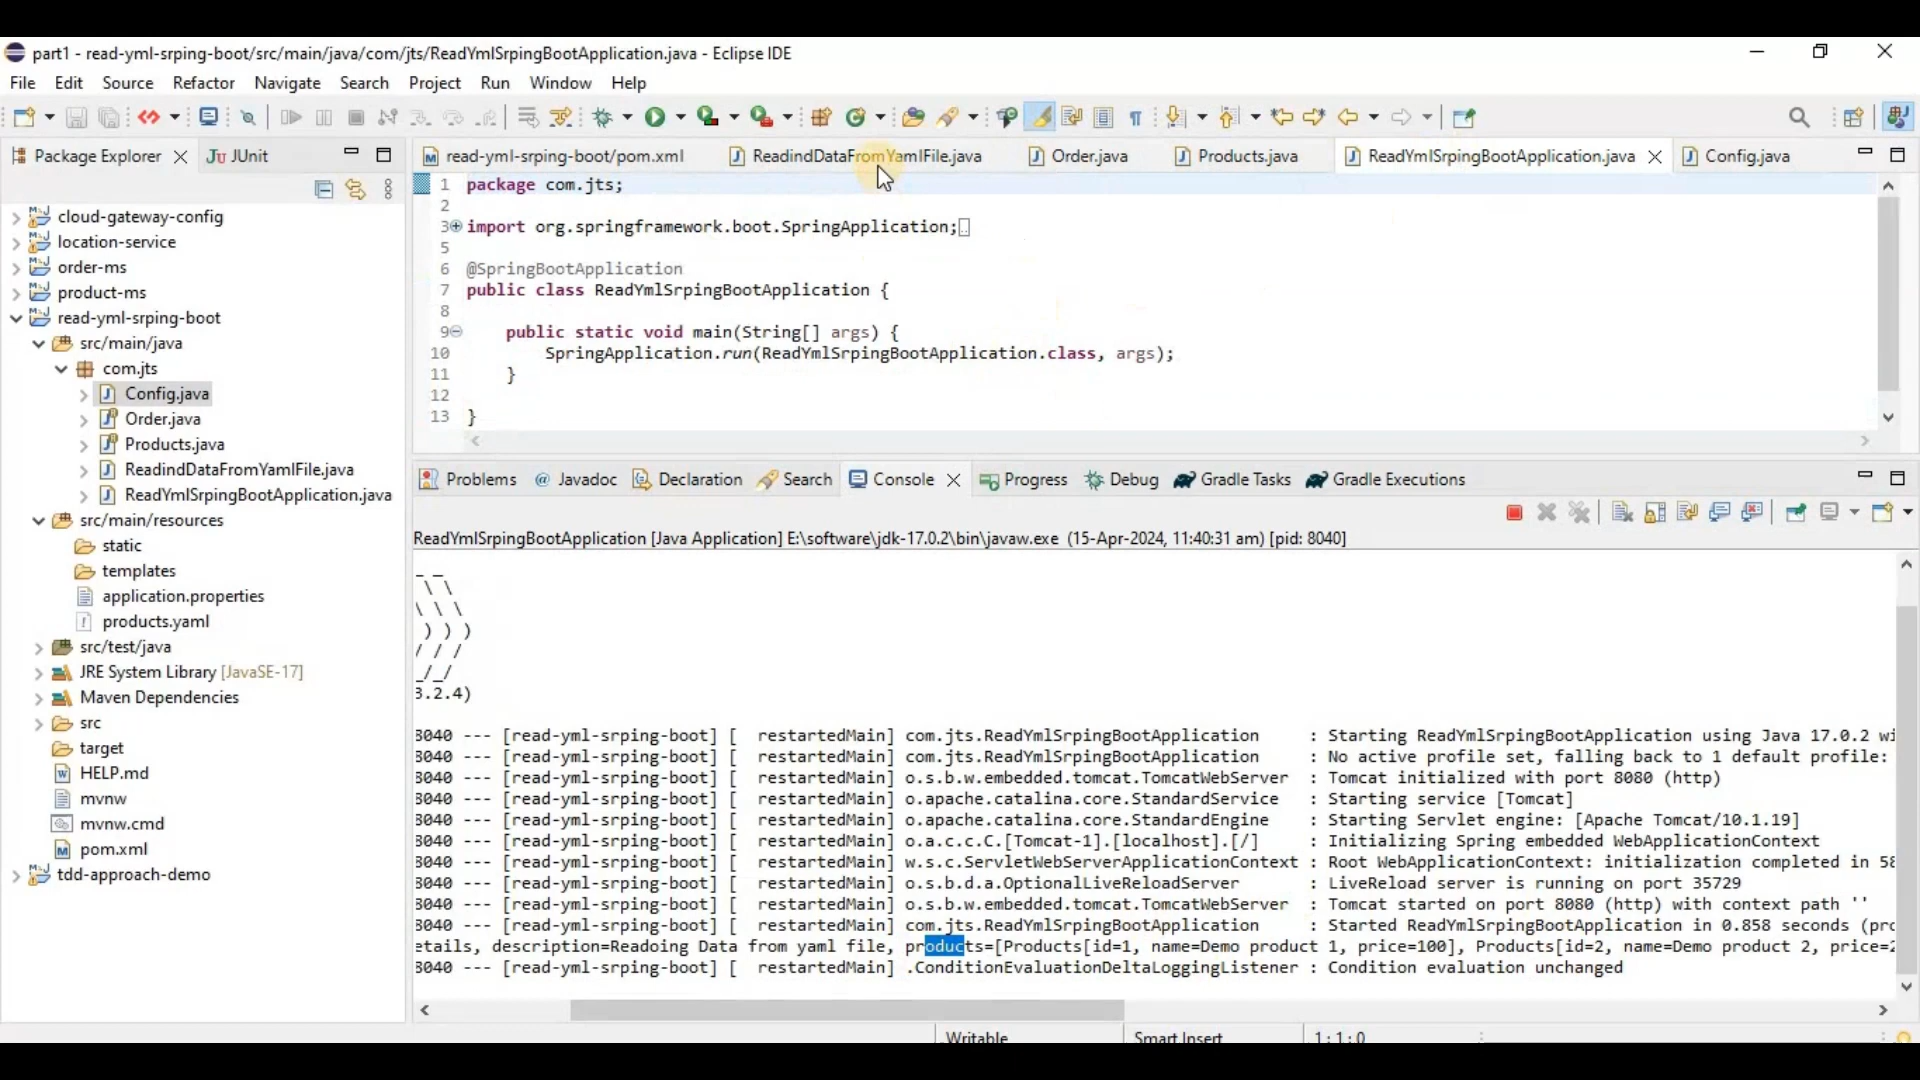 part1 - read-yml-srping-boot/src/main/java/com/jts/ReadYmlSrpingBootApplication.java - Eclipse IDE
File Edit Source Refactor Navigate Search Project Run Window Help
Package Explorer
JUnit
cloud-gateway-config
location-service
order-ms
product-ms
read-yml-srping-boot
src/main/java
com.jts
Config.java
Order.java
Products.java
ReadindDataFromYamlFile.java
ReadYmlSrpingBootApplication.java
src/main/resources
static
templates
application.properties
products.yaml
src/test/java
JRE System Library [JavaSE-17]
Maven Dependencies
src
target
HELP.md
mvnw
mvnw.cmd
pom.xml
tdd-approach-demo
read-yml-srping-boot/pom.xml ReadindDataFromYamlFile.java Order.java Products.java ReadYmlSrpingBootApplication.java Config.java
1 package com.jts;
2
3 import org.springframework.boot.SpringApplication;
5
6 @SpringBootApplication
7 public class ReadYmlSrpingBootApplication {
8
9 public static void main(String[] args) {
10 SpringApplication.run(ReadYmlSrpingBootApplication.class, args);
11 }
12
13 }
Problems Javadoc Declaration Search Console Progress Debug Gradle Tasks Gradle Executions
ReadYmlSrpingBootApplication [Java Application] E:\software\jdk-17.0.2\bin\javaw.exe (15-Apr-2024, 11:40:31 am) [pid: 8040]
_ _
\ \
\ \ \
) ) )
/ / /
_/_/
3.2.4)
8040 --- [read-yml-srping-boot] [ restartedMain] com.jts.ReadYmlSrpingBootApplication : Starting ReadYmlSrpingBootApplication using Java 17.0.2 wi
8040 --- [read-yml-srping-boot] [ restartedMain] com.jts.ReadYmlSrpingBootApplication : No active profile set, falling back to 1 default profile:
8040 --- [read-yml-srping-boot] [ restartedMain] o.s.b.w.embedded.tomcat.TomcatWebServer : Tomcat initialized with port 8080 (http)
8040 --- [read-yml-srping-boot] [ restartedMain] o.apache.catalina.core.StandardService : Starting service [Tomcat]
8040 --- [read-yml-srping-boot] [ restartedMain] o.apache.catalina.core.StandardEngine : Starting Servlet engine: [Apache Tomcat/10.1.19]
8040 --- [read-yml-srping-boot] [ restartedMain] o.a.c.c.C.[Tomcat-1].[localhost].[/] : Initializing Spring embedded WebApplicationContext
8040 --- [read-yml-srping-boot] [ restartedMain] w.s.c.ServletWebServerApplicationContext : Root WebApplicationContext: initialization completed in 58
8040 --- [read-yml-srping-boot] [ restartedMain] o.s.b.d.a.OptionalLiveReloadServer : LiveReload server is running on port 35729
8040 --- [read-yml-srping-boot] [ restartedMain] o.s.b.w.embedded.tomcat.TomcatWebServer : Tomcat started on port 8080 (http) with context path ''
8040 --- [read-yml-srping-boot] [ restartedMain] com.jts.ReadYmlSrpingBootApplication : Started ReadYmlSrpingBootApplication in 0.858 seconds (prc
etails, description=Readoing Data from yaml file, products=[Products[id=1, name=Demo product 1, price=100], Products[id=2, name=Demo product 2, price=2
8040 --- [read-yml-srping-boot] [ restartedMain] .ConditionEvaluationDeltaLoggingListener : Condition evaluation unchanged
Writable Smart Insert 1:1:0